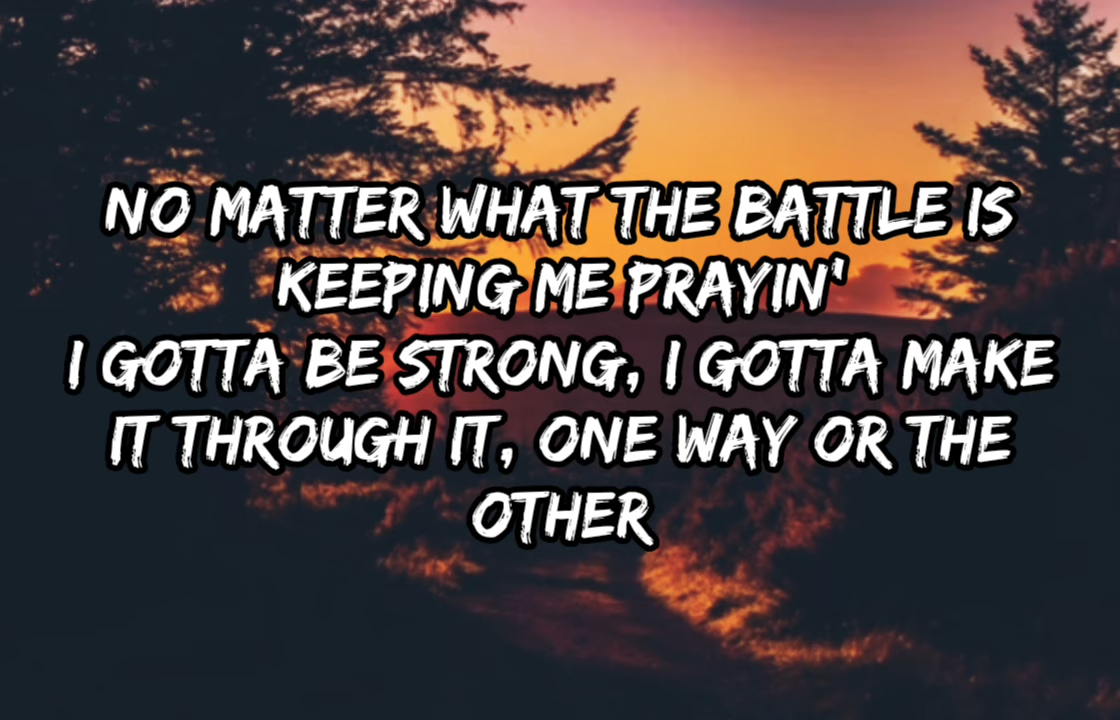 NO MATTER WHAT THE BATTLE IS
KEEPING ME PRAYIN'
I GOTTA BE STRONG, I GOTTA MAKE
IT THROUGH IT, ONE WAY OR THE
OTHER